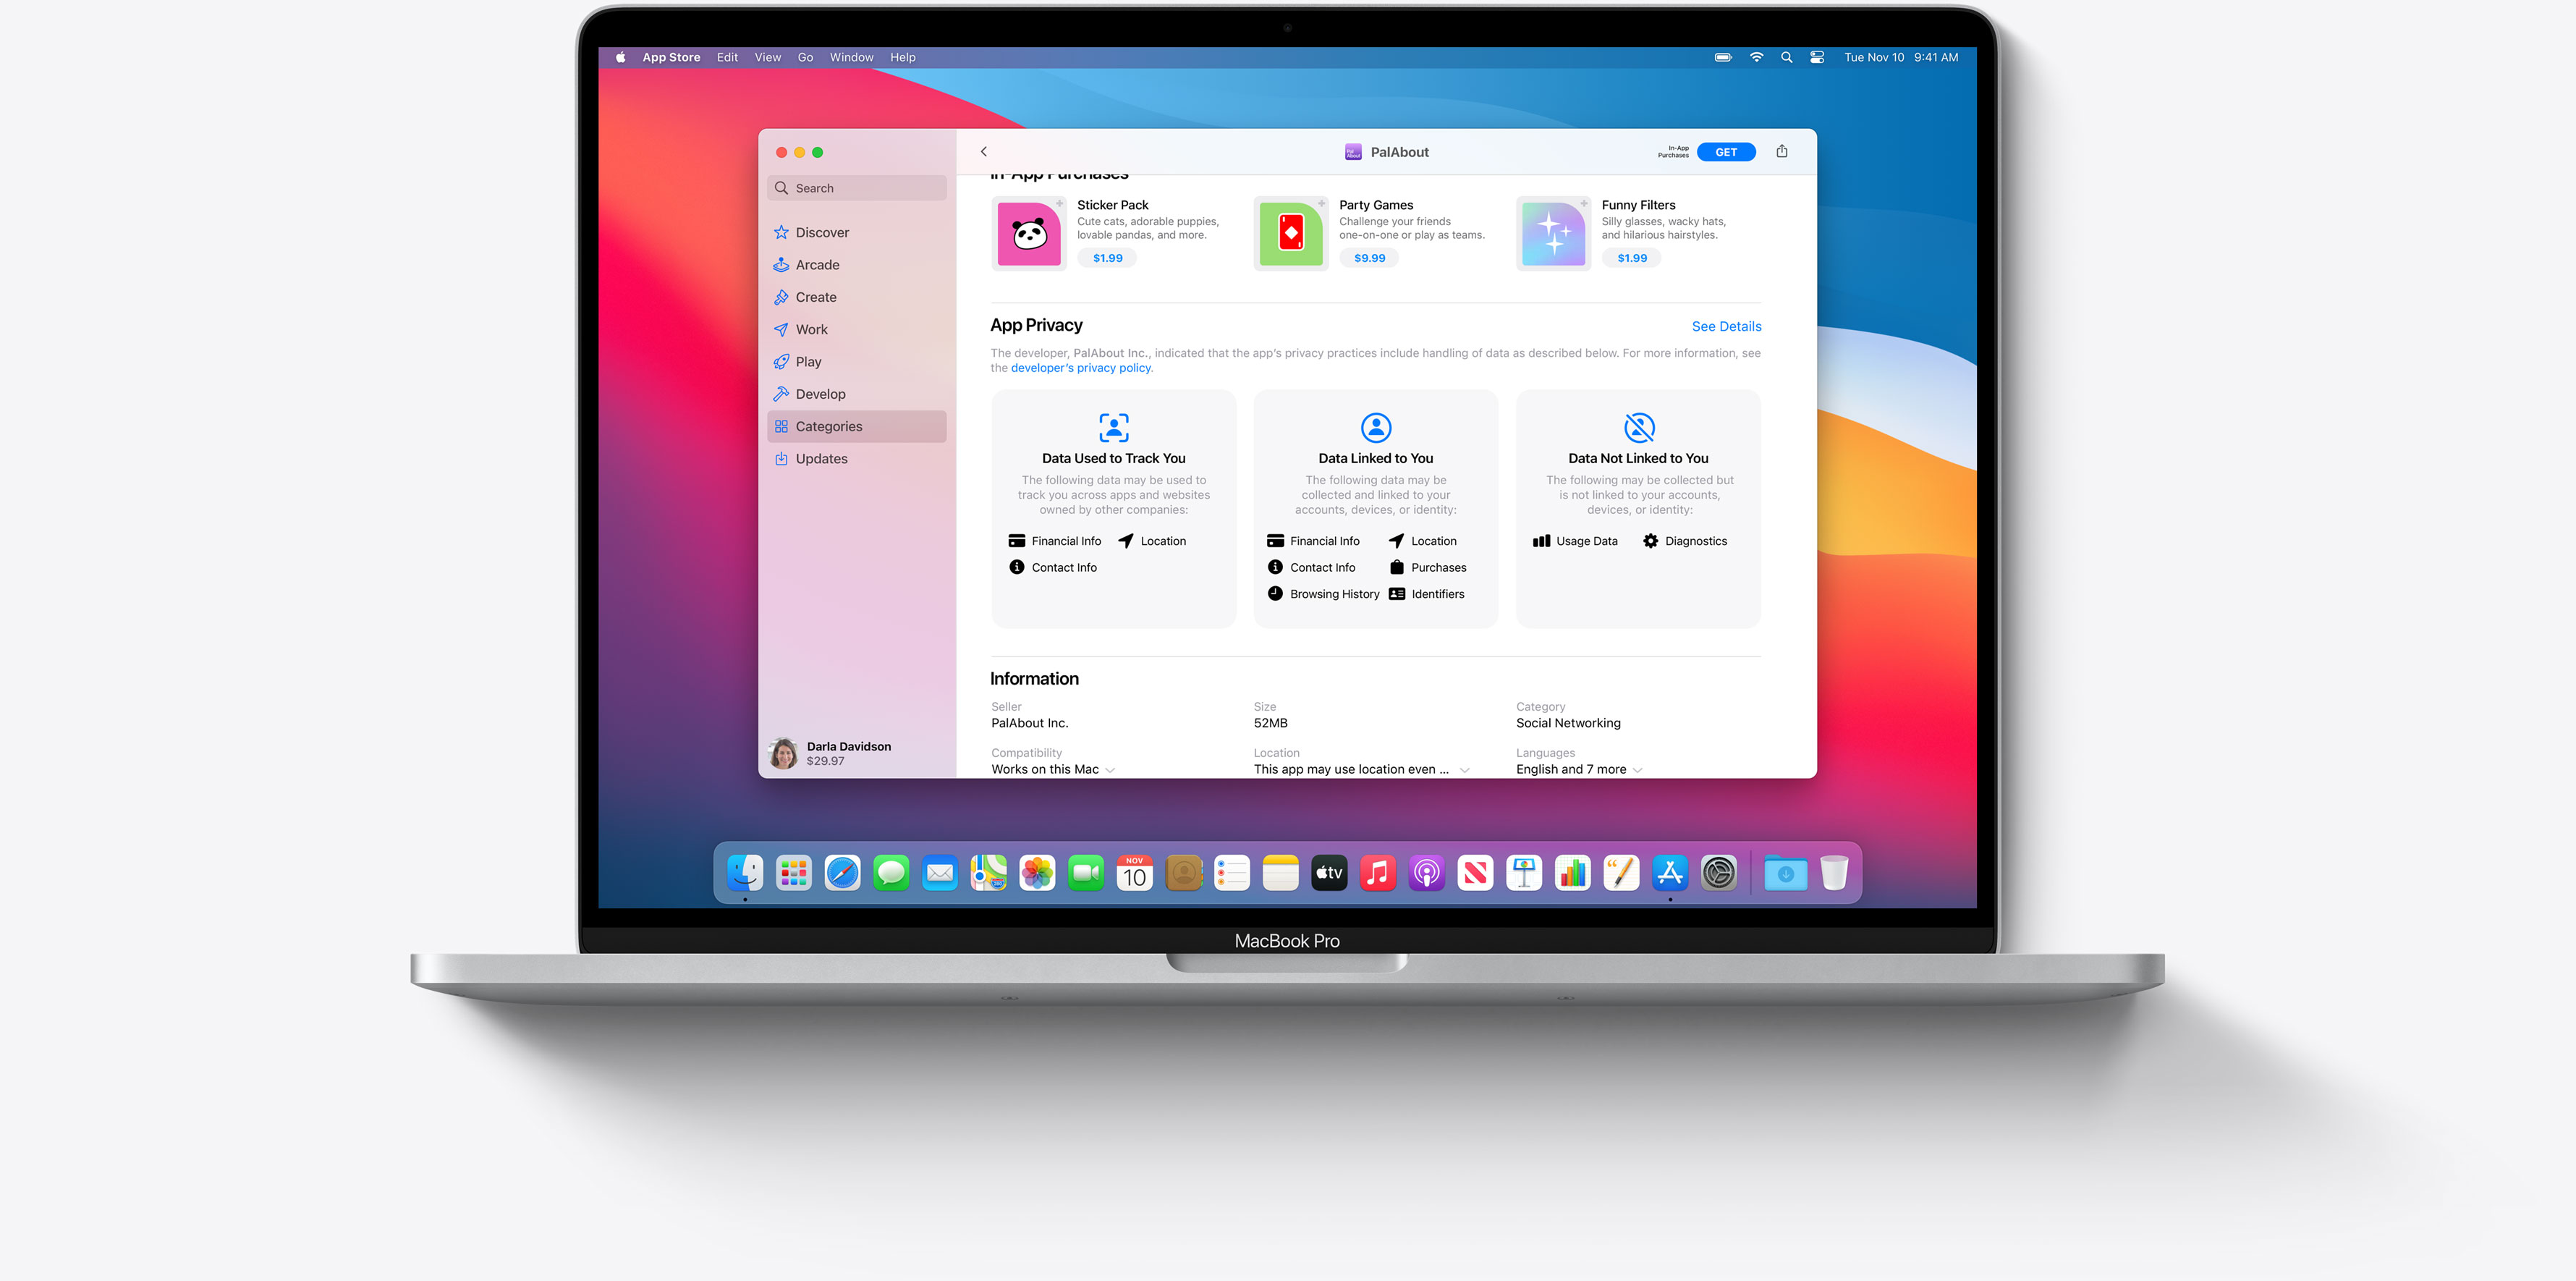 App Store Edit View Go Window Help
Tue Nov 10 9:41 AM
PalAbout
In-App
Purchases
GET
Search
Discover
Arcade
Create
Work
Play
Develop
Categories
Updates
Darla Davidson
$29.97
In-App Purchases
Sticker Pack
Cute cats, adorable puppies,
lovable pandas, and more.
$1.99
Party Games
Challenge your friends
one-on-one or play as teams.
$9.99
Funny Filters
Silly glasses, wacky hats,
and hilarious hairstyles.
$1.99
App Privacy
See Details
The developer, PalAbout Inc., indicated that the app's privacy practices include handling of data as described below. For more information, see
the developer's privacy policy.
Data Used to Track You
The following data may be used to
track you across apps and websites
owned by other companies:
Financial Info Location
Contact Info
Data Linked to You
The following data may be
collected and linked to your
accounts, devices, or identity:
Financial Info Location
Contact Info Purchases
Browsing History Identifiers
Data Not Linked to You
The following may be collected but
is not linked to your accounts,
devices, or identity:
Usage Data Diagnostics
Information
Seller
PalAbout Inc.
Size
52MB
Category
Social Networking
Compatibility
Works on this Mac
Location
This app may use location even ...
Languages
English and 7 more
NOV
10
tv
MacBook Pro